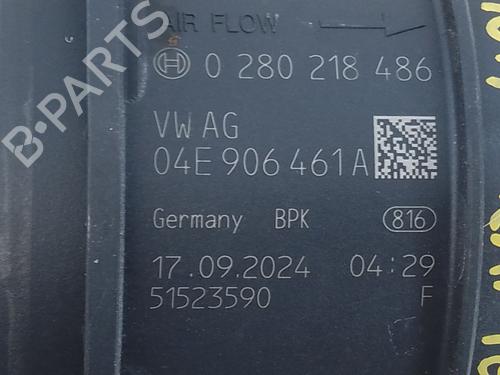 AIR FLOW
0 280 218 486
VW AG
04E 906 461 A
Germany BPK 816
17.09.2024 04:29
51523590 F
B-PARTS